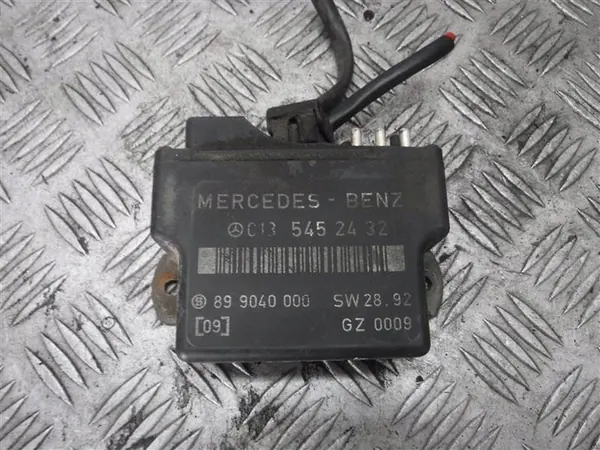 MERCEDES - BENZ
013 545 24 32
89 9040 000 SW 28.92
[09] GZ 0009